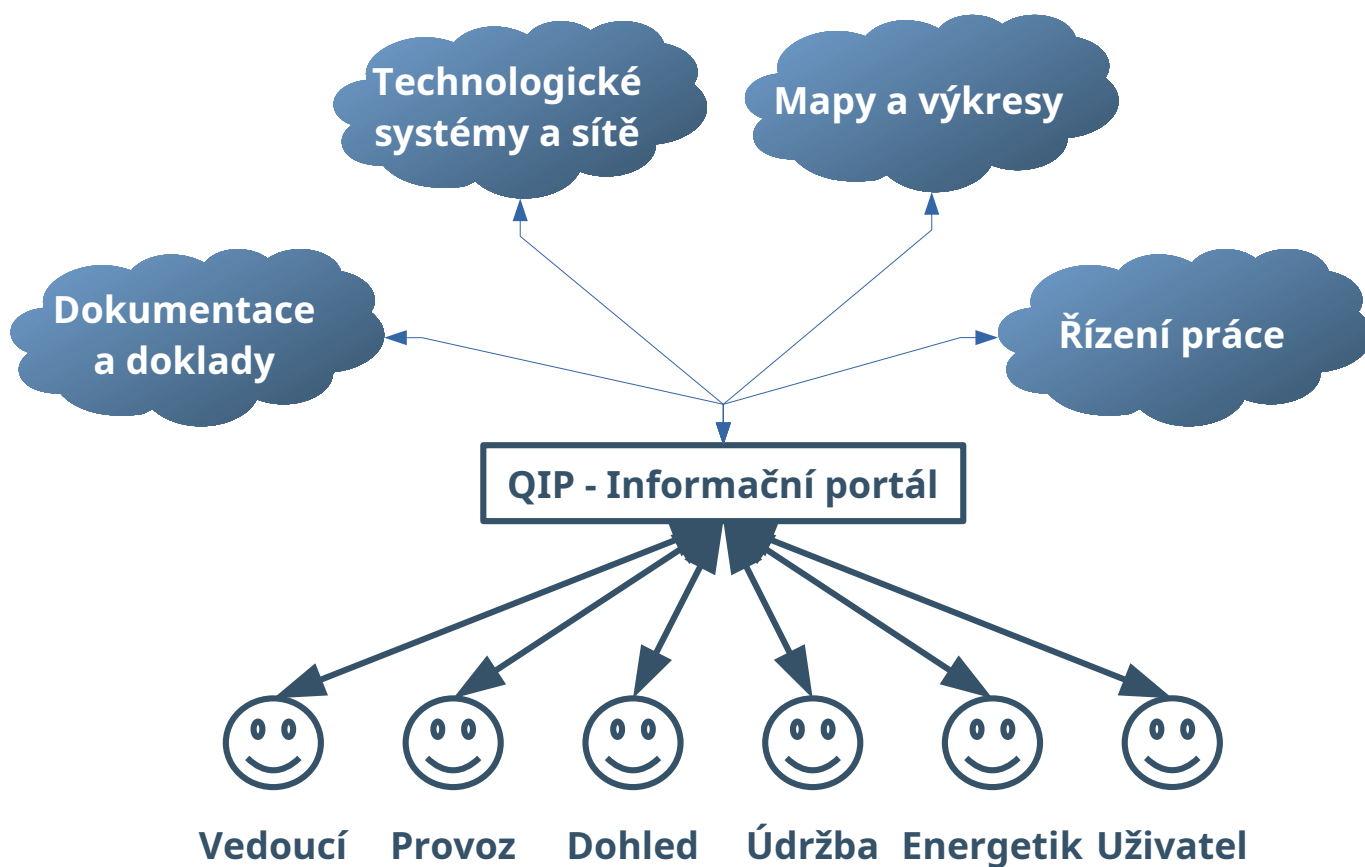 Technologické
systémy a sítě
Mapy a výkresy
Dokumentace
a doklady
Řízení práce
QIP - Informační portál
Vedoucí
Provoz
Dohled
Údržba
Energetik
Uživatel